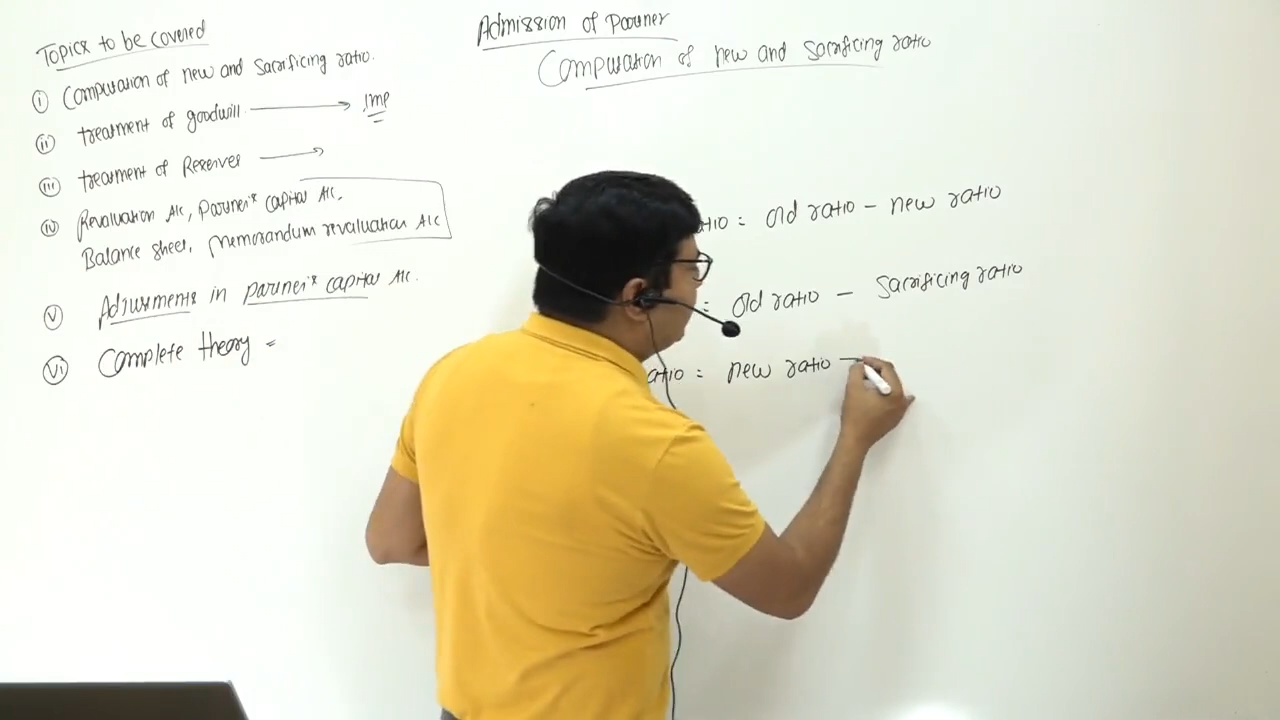 Topics to be covered
i Computation of new and Sacrificing ratio.
ii treatment of goodwill → Imp
iii treatment of Reserves →
iv Revaluation A/c, Partner's capital A/c,
Balance sheet, Memorandum revaluation A/c
v Adjustments in partner's capital A/c.
vi Complete theory =
Admission of Partner
Computation of new and Sacrificing ratio
atio = Old ratio - new ratio
= Old ratio - Sacrificing ratio
atio = new ratio -